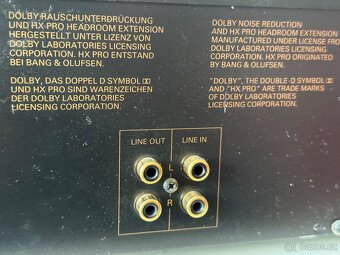 DOLBY RAUSCHUNTERDRÜCKUNG
UND HX PRO HEADROOM EXTENSION
HERGESTELLT UNTER LIZENZ VON
DOLBY LABORATORIES LICENSING
CORPORATION. HX PRO ENTSTAND
BEI BANG & OLUFSEN.
DOLBY, DAS DOPPEL D SYMBOL
UND HX PRO SIND WARENZEICHEN
DER DOLBY LABORATORIES
LICENSING CORPORATION.
DOLBY NOISE REDUCTION
AND HX PRO HEADROOM EXTENSION
MANUFACTURED UNDER LICENSE FROM
DOLBY LABORATORIES LICENSING
CORPORATION. HX PRO ORIGINATED
BY BANG & OLUFSEN.
"DOLBY", THE DOUBLE-D SYMBOL
AND "HX PRO" ARE TRADE MARKS
OF DOLBY LABORATORIES
LICENSING CORPORATION.
LINE OUT LINE IN
L
R
Bazos.cz